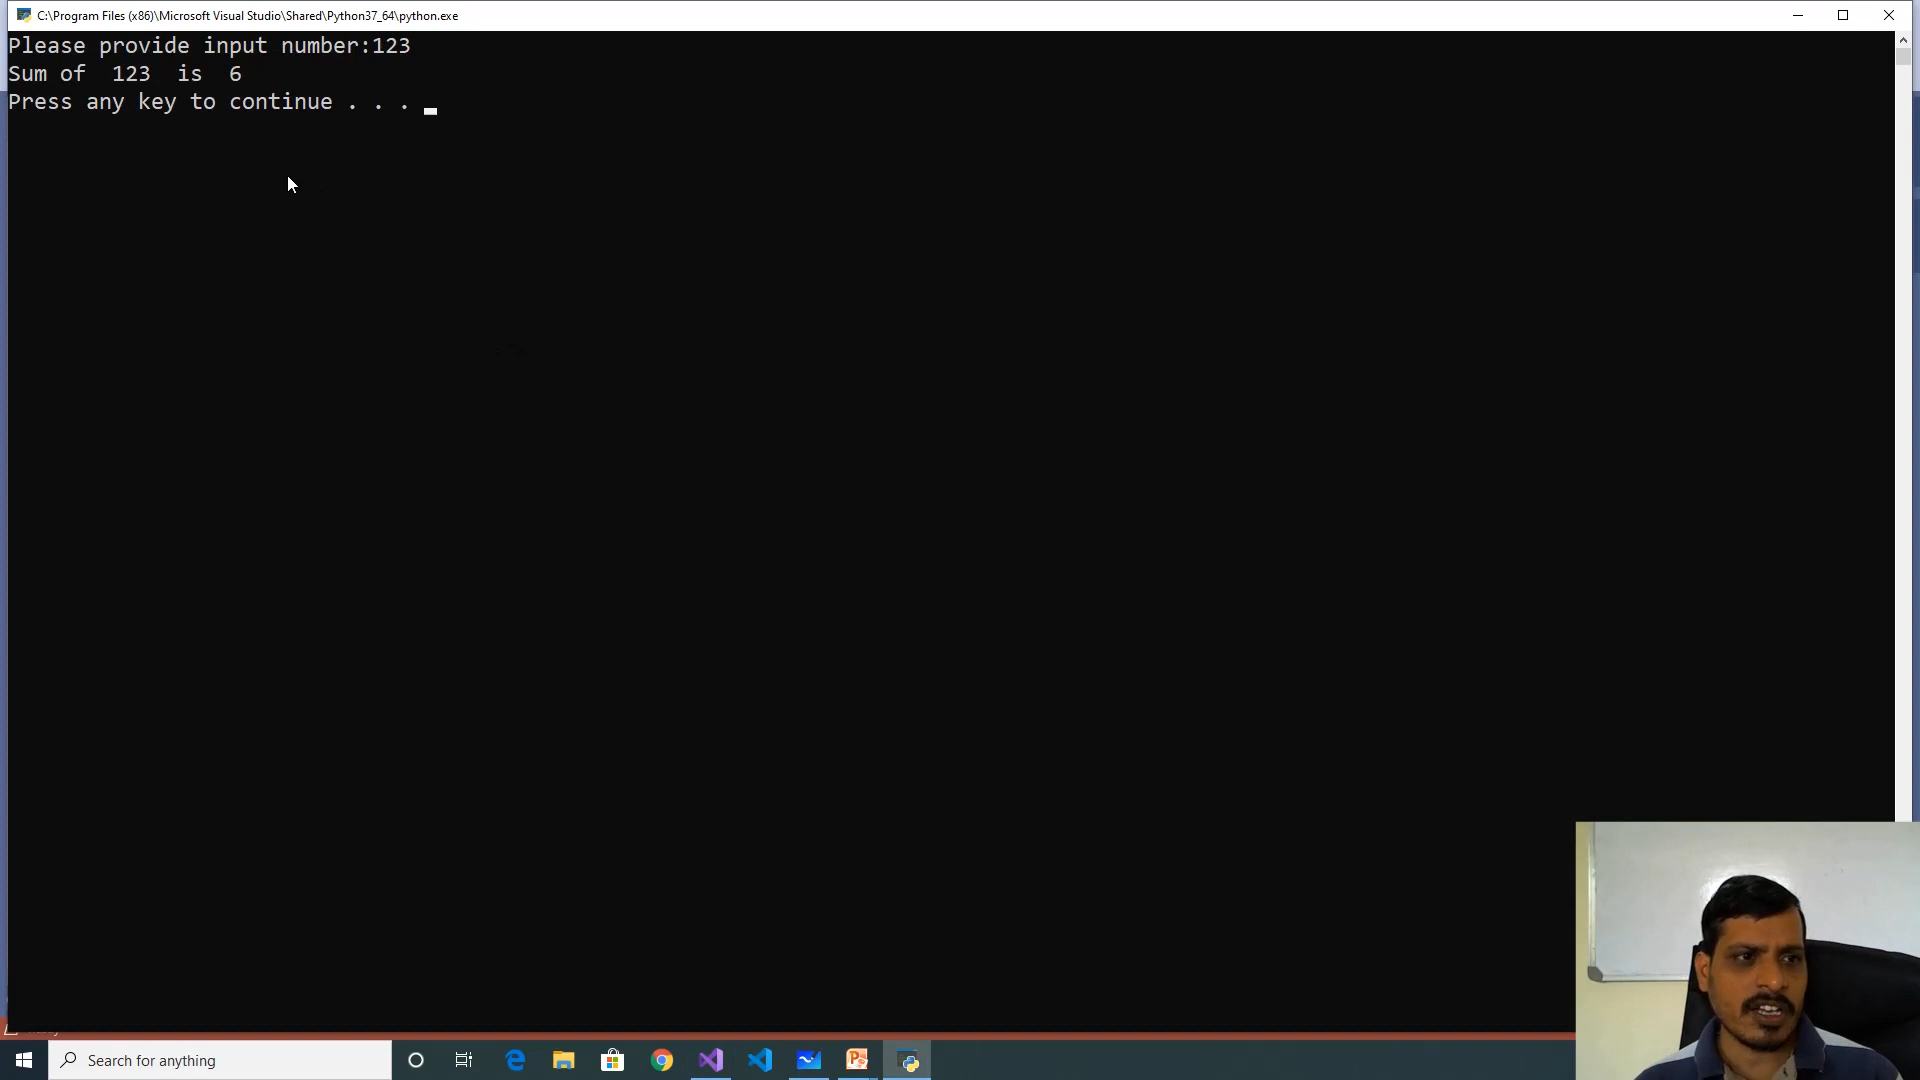 C:\Program Files (x86)\Microsoft Visual Studio\Shared\Python37_64\python.exe
Please provide input number:123
Sum of  123  is  6
Press any key to continue . . .
Search for anything